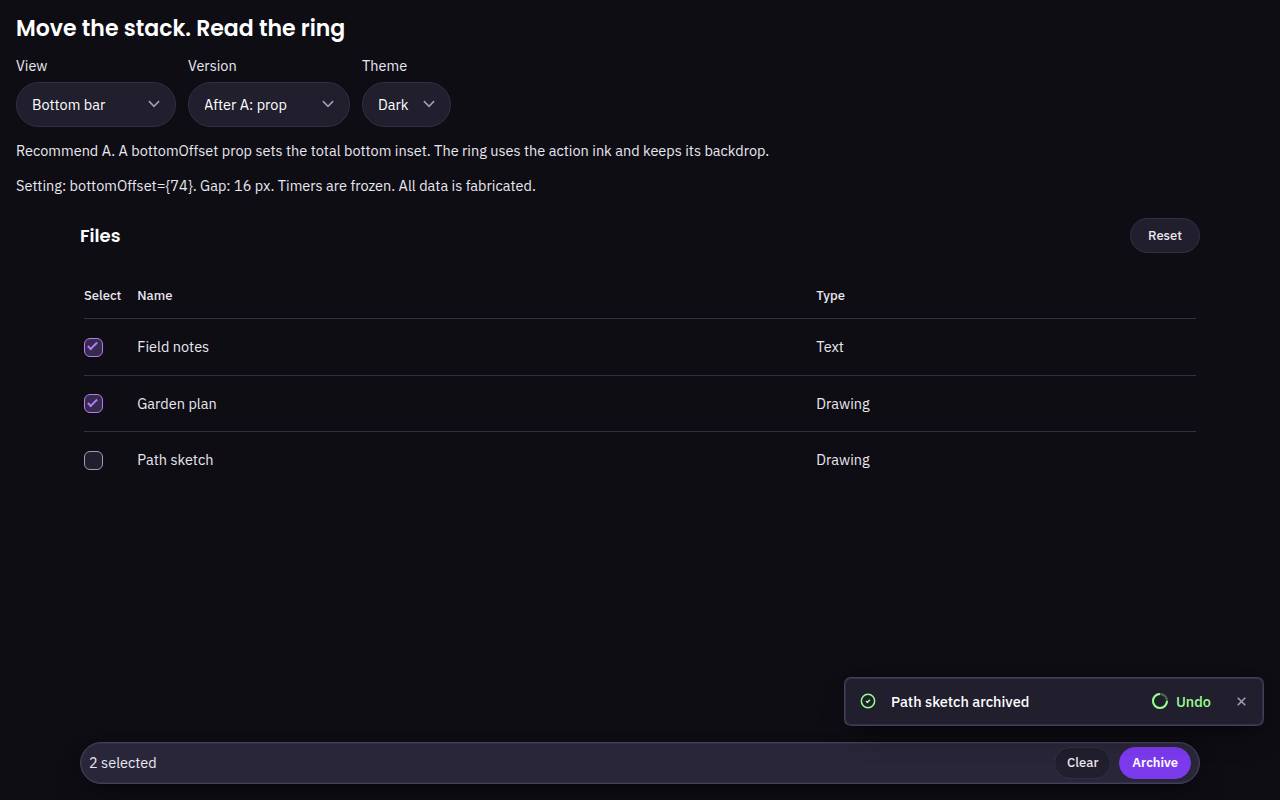 Move the stack. Read the ring
View Version Theme
Bottom bar After A: prop Dark
Recommend A. A bottomOffset prop sets the total bottom inset. The ring uses the action ink and keeps its backdrop.
Setting: bottomOffset={74}. Gap: 16 px. Timers are frozen. All data is fabricated.
Files Reset
Select Name Type
Field notes Text
Garden plan Drawing
Path sketch Drawing
Path sketch archived Undo
2 selected Clear Archive